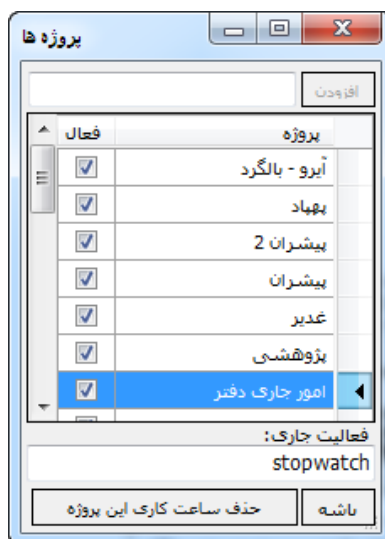 پروژه ها
افزودن
پروژه فعال
آیرو - بالگرد
پهپاد
پیشران 2
پیشران
غدیر
پژوهشی
امور جاری دفتر
فعالیت جاری:
stopwatch
باشه حذف ساعت کاری این پروژه